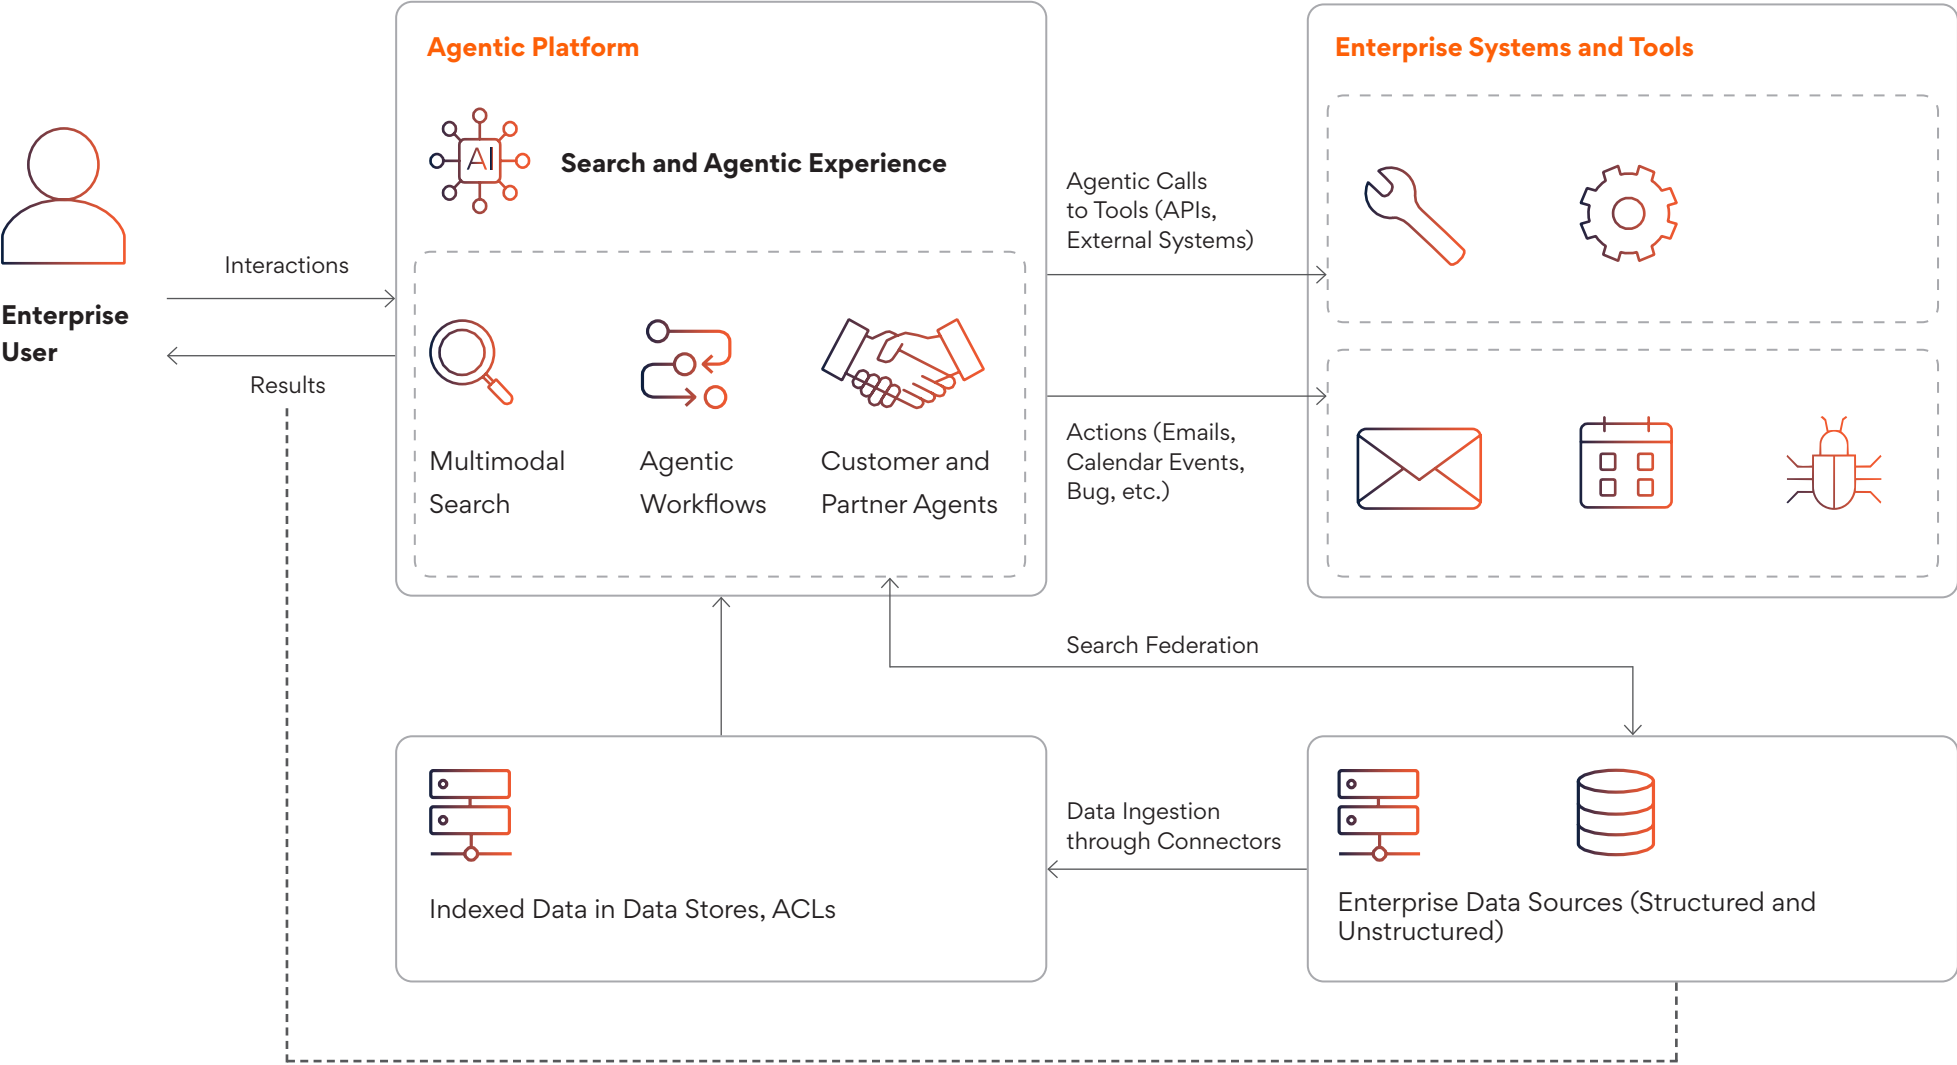 Agentic Platform
AI
Search and Agentic Experience
Enterprise
User
Interactions
Results
Multimodal
Search
Agentic
Workflows
Customer and
Partner Agents
Agentic Calls
to Tools (APIs,
External Systems)
Actions (Emails,
Calendar Events,
Bug, etc.)
Enterprise Systems and Tools
Search Federation
Indexed Data in Data Stores, ACLs
Data Ingestion
through Connectors
Enterprise Data Sources (Structured and
Unstructured)